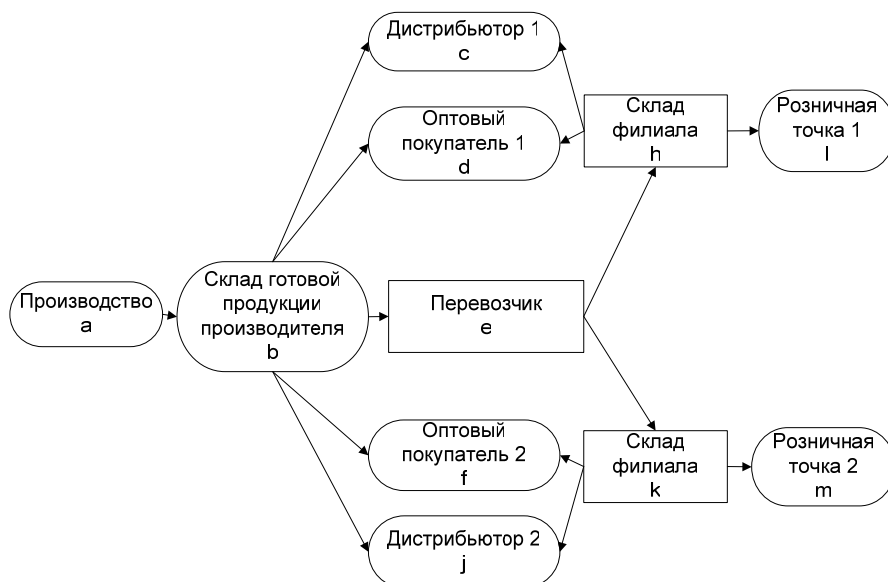 Дистрибьютор 1
c
Оптовый
покупатель 1
d
Склад
филиала
h
Розничная
точка 1
l
Производство
a
Склад готовой
продукции
производителя
b
Перевозчик
e
Оптовый
покупатель 2
f
Дистрибьютор 2
j
Склад
филиала
k
Розничная
точка 2
m